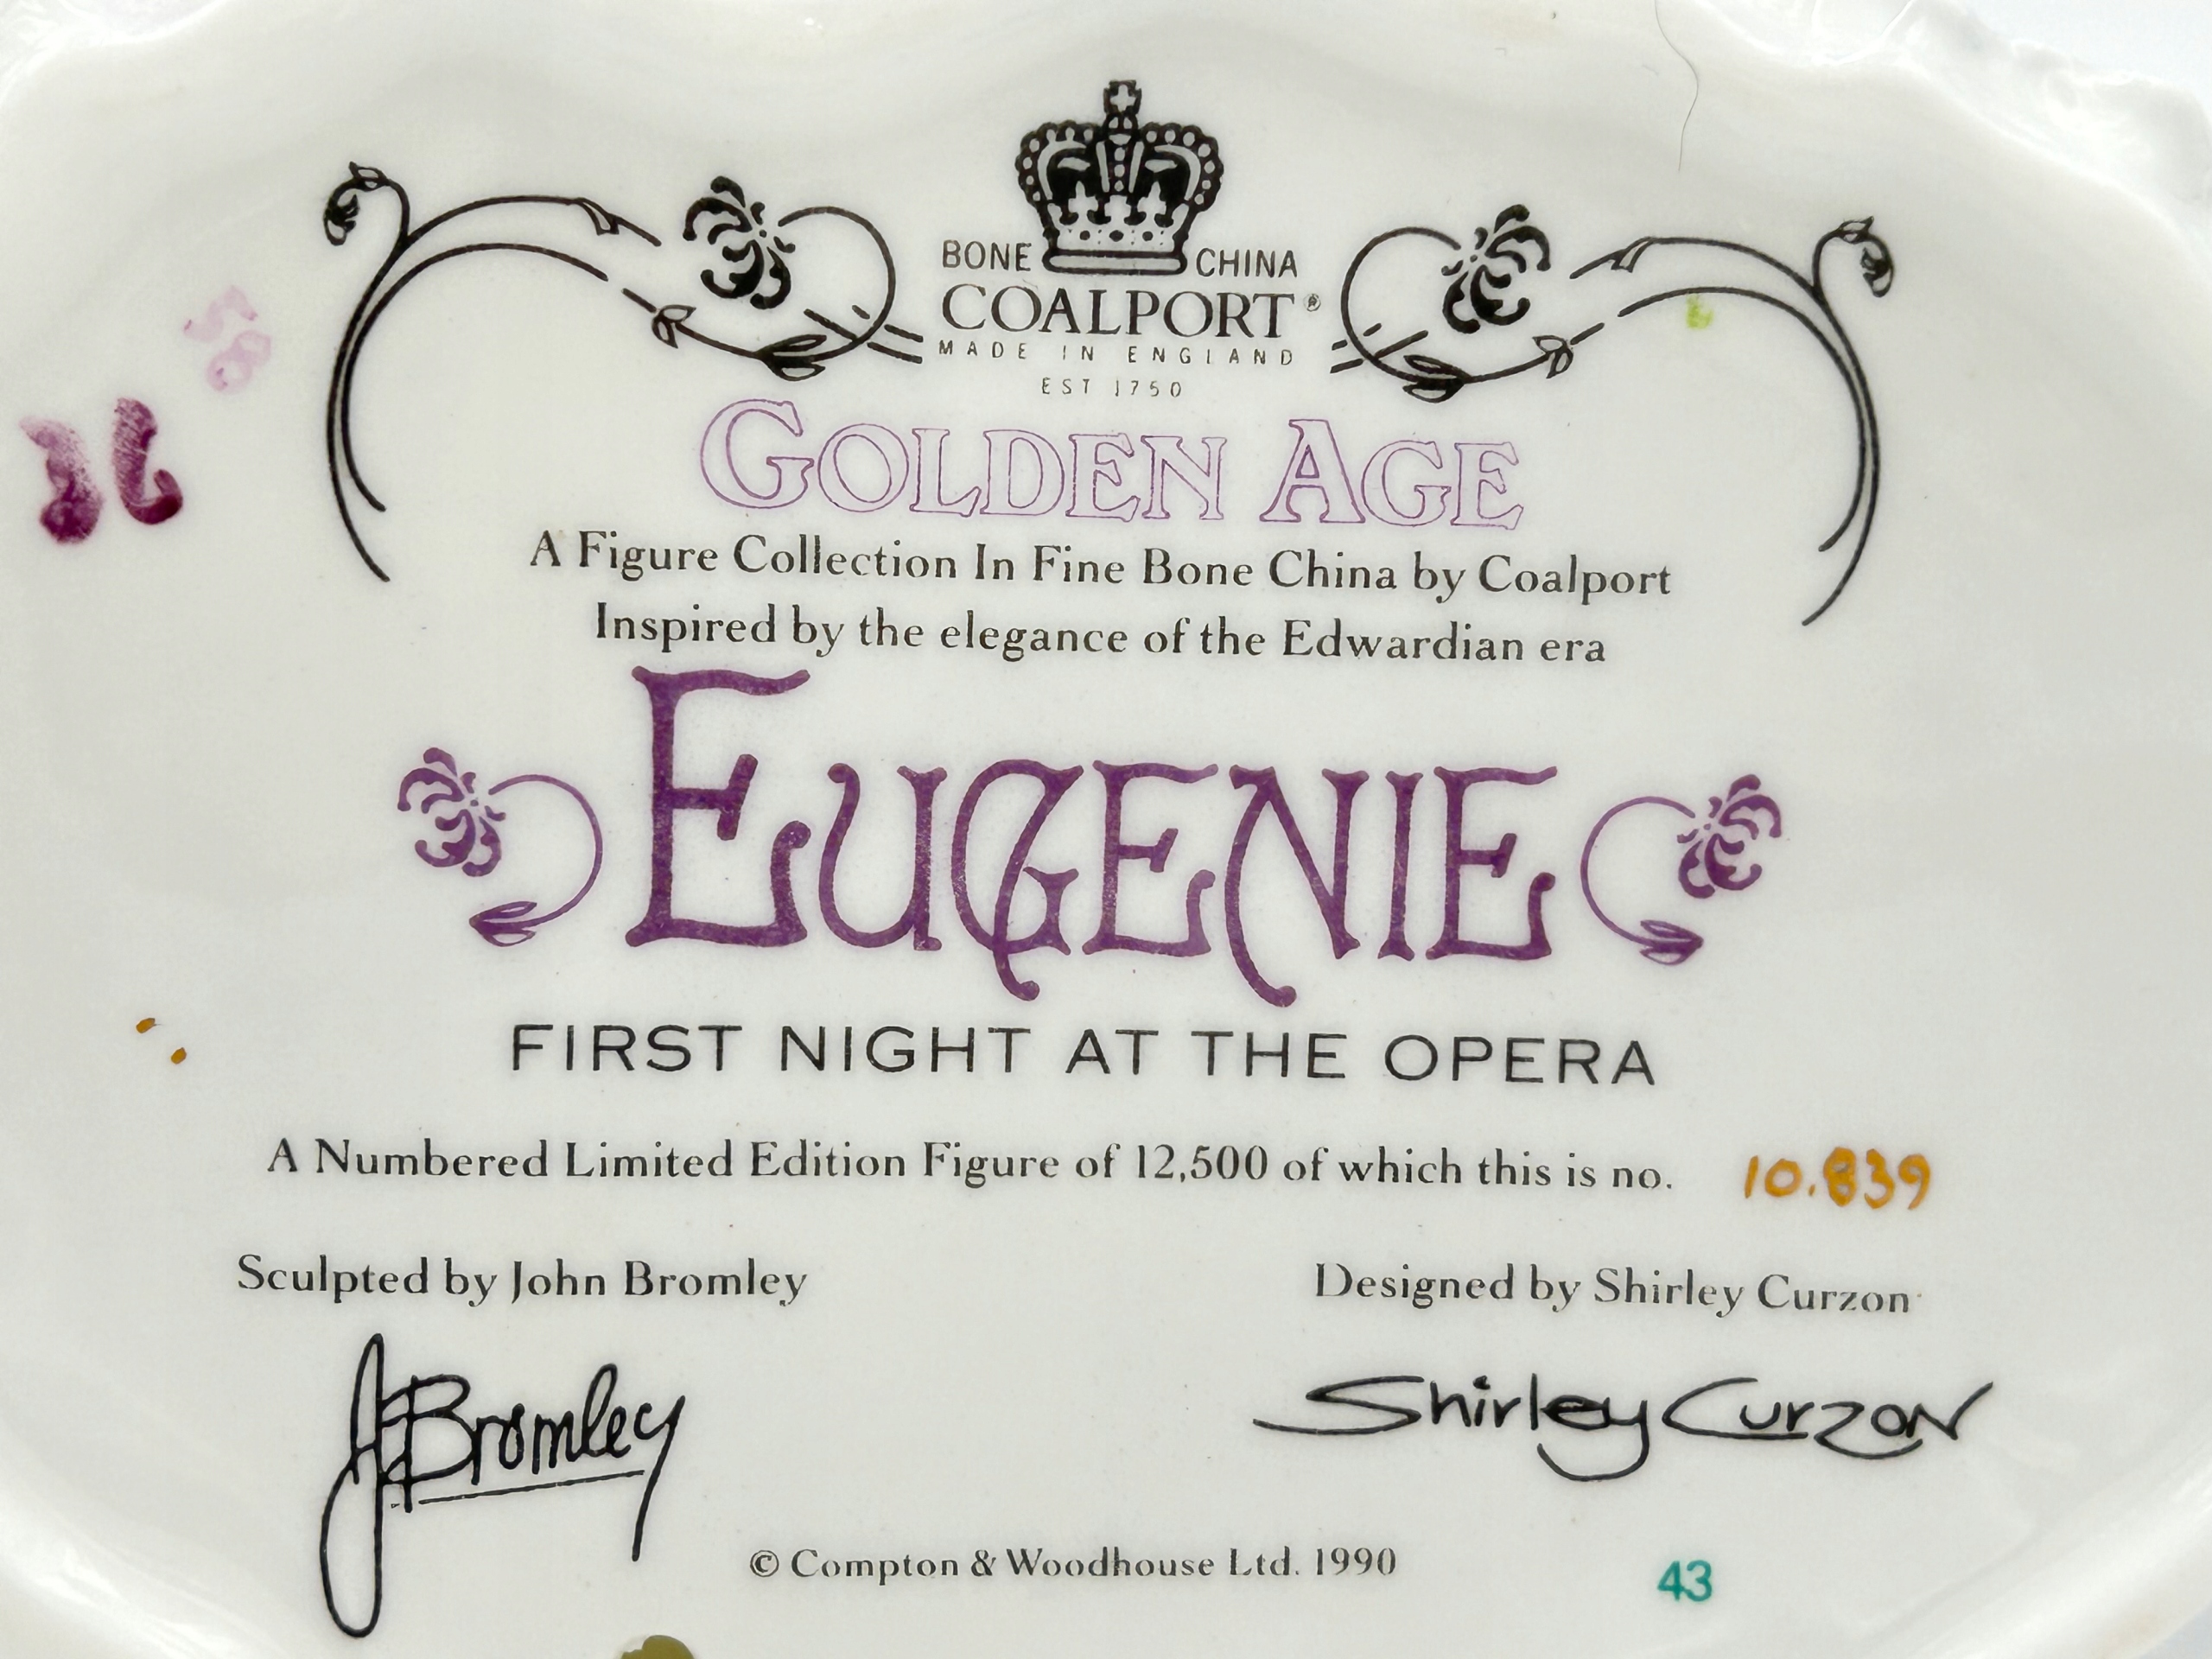 BONE CHINA
COALPORT®
MADE IN ENGLAND
EST 1750
GOLDEN AGE
A Figure Collection In Fine Bone China by Coalport
Inspired by the elegance of the Edwardian era
EUGENIE
FIRST NIGHT AT THE OPERA
A Numbered Limited Edition Figure of 12,500 of which this is no. 10.839
Sculpted by John Bromley Designed by Shirley Curzon
J Bromley Shirley Curzon
© Compton & Woodhouse Ltd. 1990 43